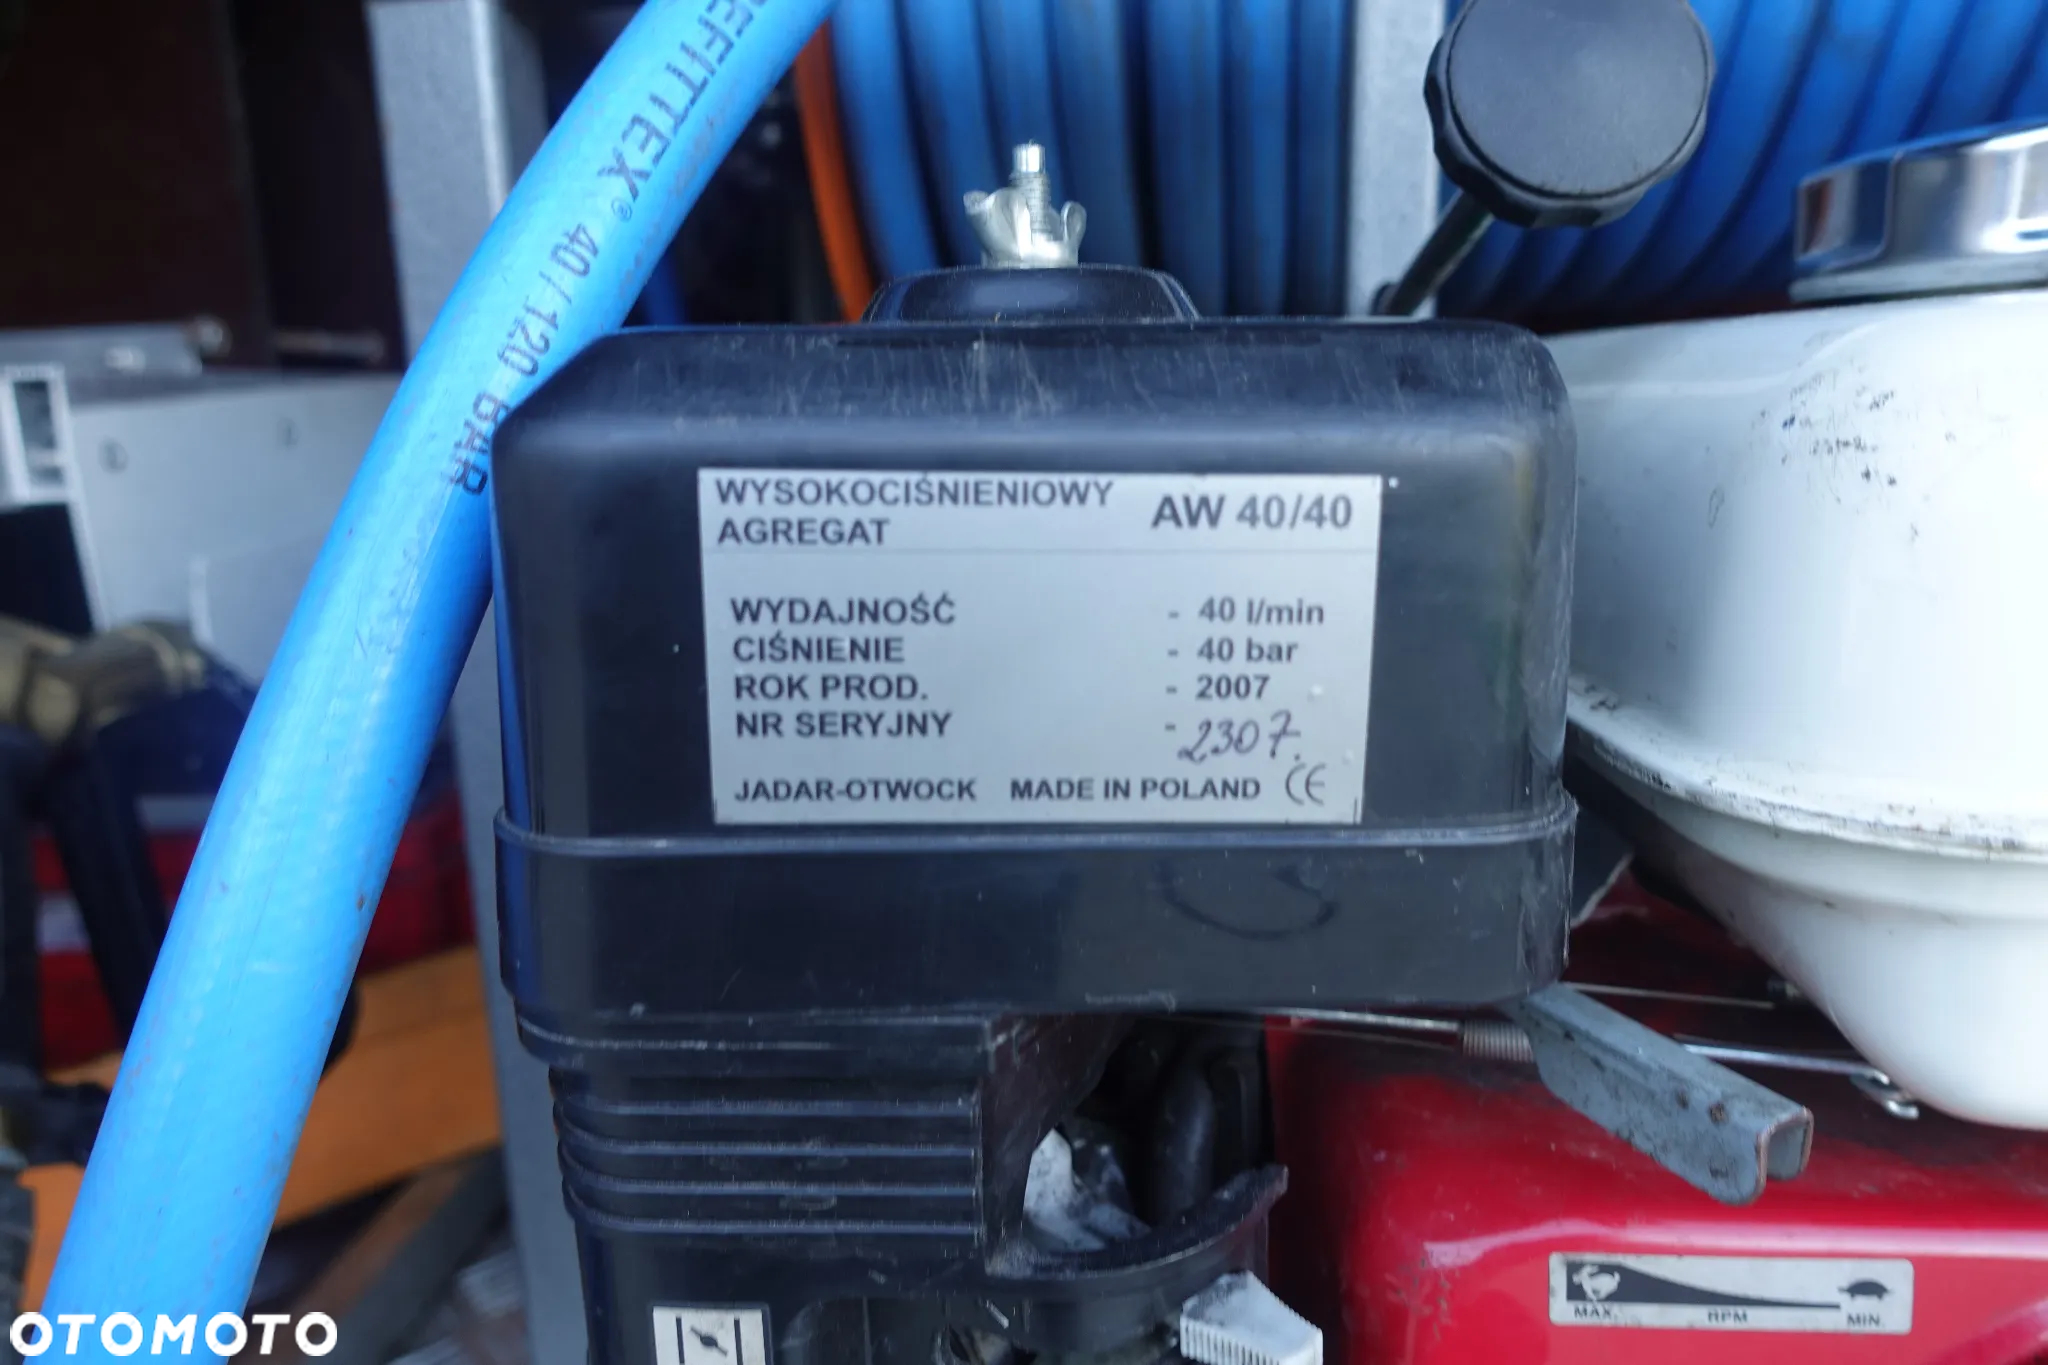 EFITTEX® 40 / 120 BAR
WYSOKOCIŚNIENIOWY
AGREGAT
AW 40/40
WYDAJNOŚĆ - 40 l/min
CIŚNIENIE - 40 bar
ROK PROD. - 2007
NR SERYJNY - 2307.
JADAR-OTWOCK MADE IN POLAND CE
MAX. RPM MIN.
OTOMOTO